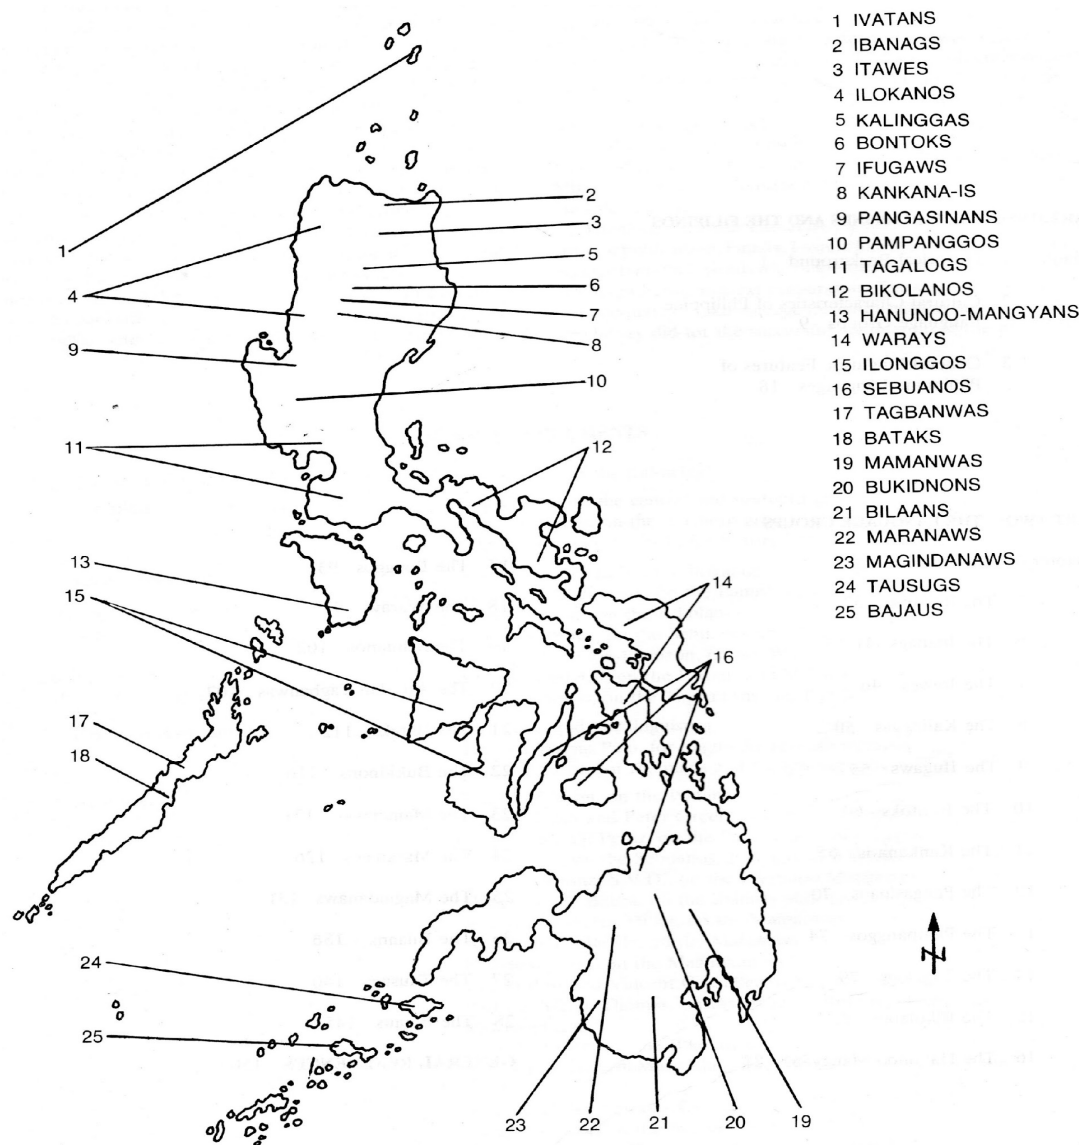 1 IVATANS
2 IBANAGS
3 ITAWES
4 ILOKANOS
5 KALINGGAS
6 BONTOKS
7 IFUGAWS
8 KANKANA-IS
9 PANGASINANS
10 PAMPANGGOS
11 TAGALOGS
12 BIKOLANOS
13 HANUNOO-MANGYANS
14 WARAYS
15 ILONGGOS
16 SEBUANOS
17 TAGBANWAS
18 BATAKS
19 MAMANWAS
20 BUKIDNONS
21 BILAANS
22 MARANAWS
23 MAGINDANAWS
24 TAUSUGS
25 BAJAUS
2
3
1
5
6
4
7
8
9
10
11
12
13
14
15
16
17
18
N
24
25
23
22
21
20
19